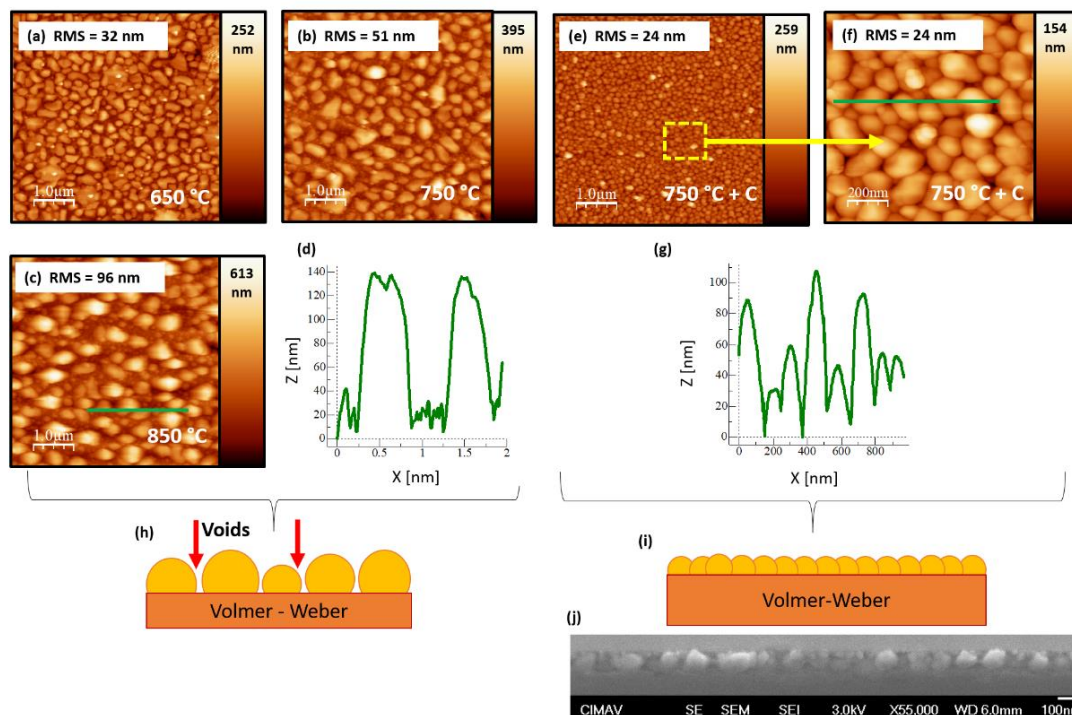 (a) RMS = 32 nm
252
nm
1.0µm
650 °C
(b) RMS = 51 nm
395
nm
1.0µm
750 °C
(e) RMS = 24 nm
259
nm
1.0µm
750 °C + C
(f) RMS = 24 nm
154
nm
200nm
750 °C + C
(c) RMS = 96 nm
613
nm
1.0µm
850 °C
(d)
Z [nm]
140
120
100
80
60
40
20
0
0 0.5 1 1.5 2
X [nm]
(g)
Z [nm]
100
80
60
40
20
0
0 200 400 600 800
X [nm]
(h) Voids
Volmer - Weber
(i)
Volmer-Weber
(j)
CIMAV SE SEM SEI 3.0kV X55,000 WD 6.0mm 100nm